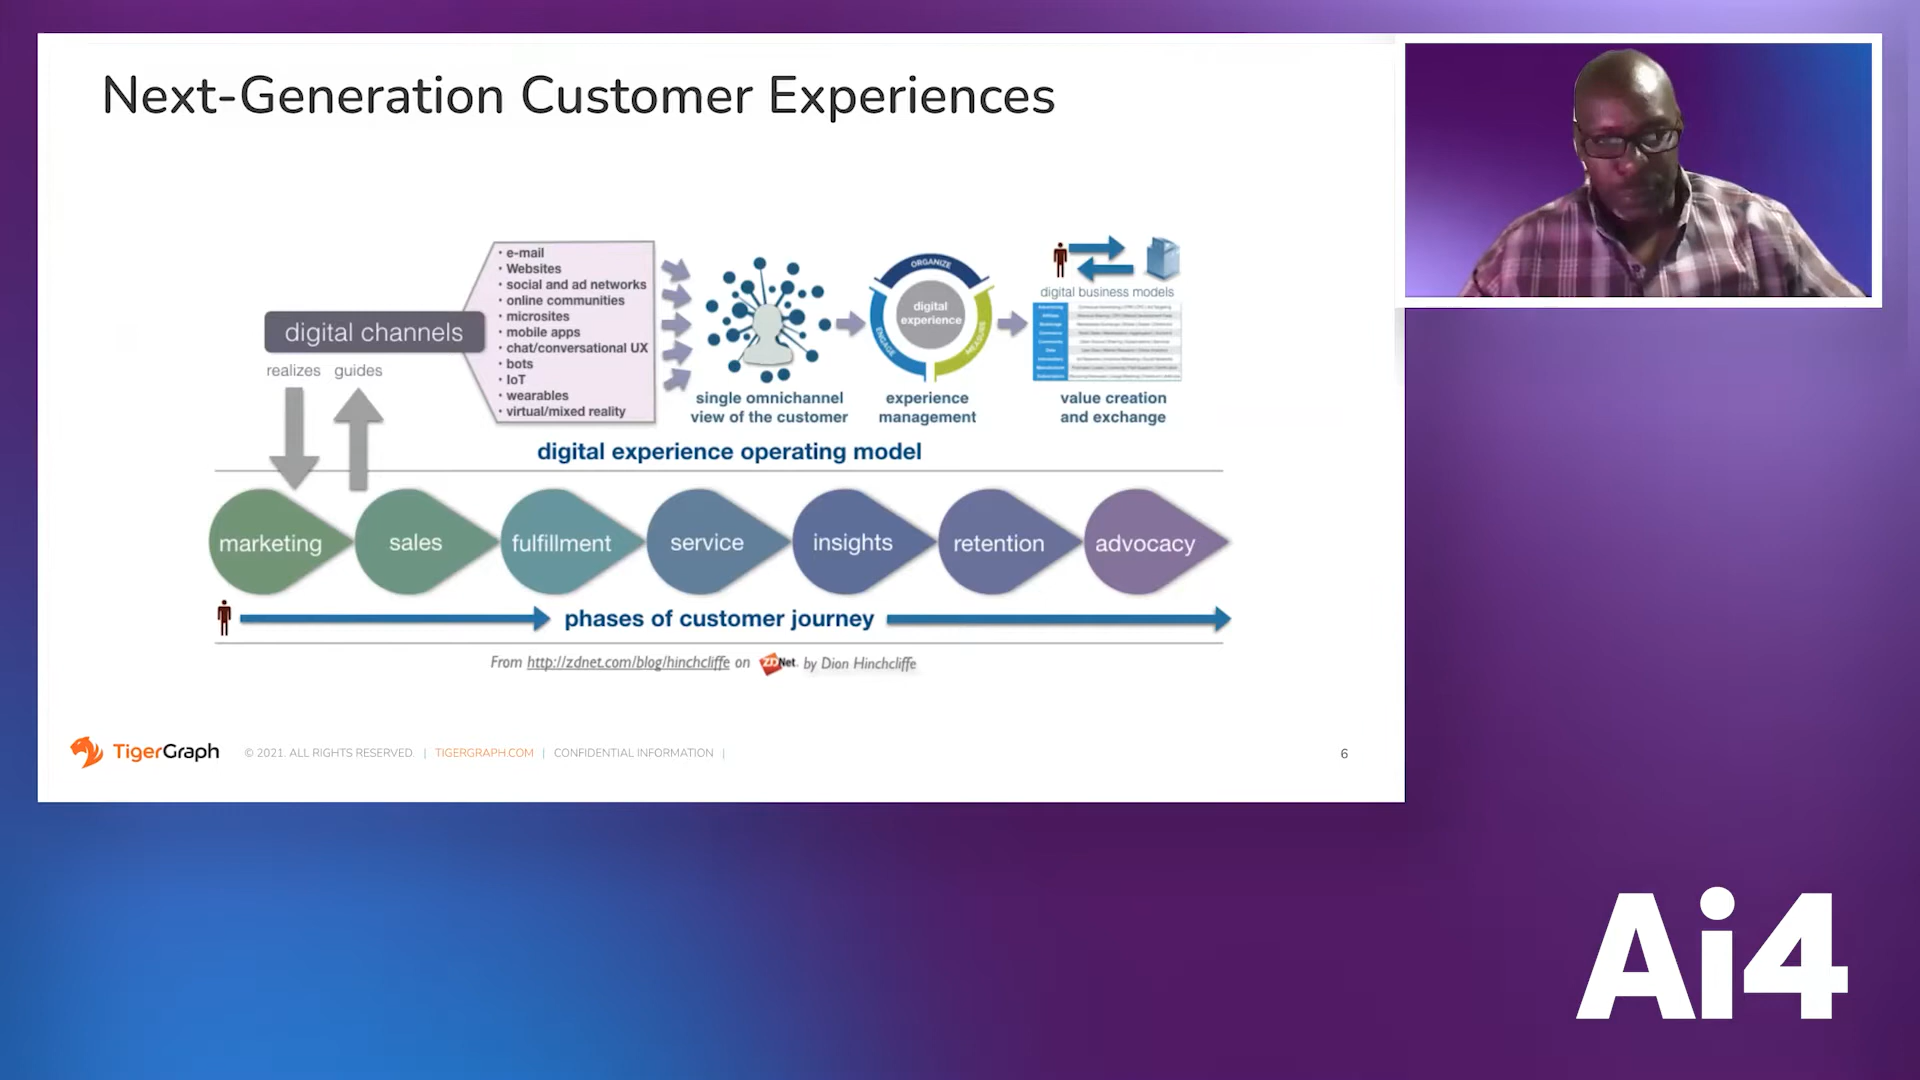 Next-Generation Customer Experiences
digital channels
realizes guides
· e-mail
· Websites
· social and ad networks
· online communities
· microsites
· mobile apps
· chat/conversational UX
· bots
· IoT
· wearables
· virtual/mixed reality
single omnichannel
view of the customer
ORGANIZE
digital
experience
ENGAGE
MEASURE
experience
management
digital business models
value creation
and exchange
digital experience operating model
marketing
sales
fulfillment
service
insights
retention
advocacy
phases of customer journey
From http://zdnet.com/blog/hinchcliffe on ZDNet. by Dion Hinchcliffe
TigerGraph
© 2021. ALL RIGHTS RESERVED. | TIGERGRAPH.COM | CONFIDENTIAL INFORMATION |
6
Ai4